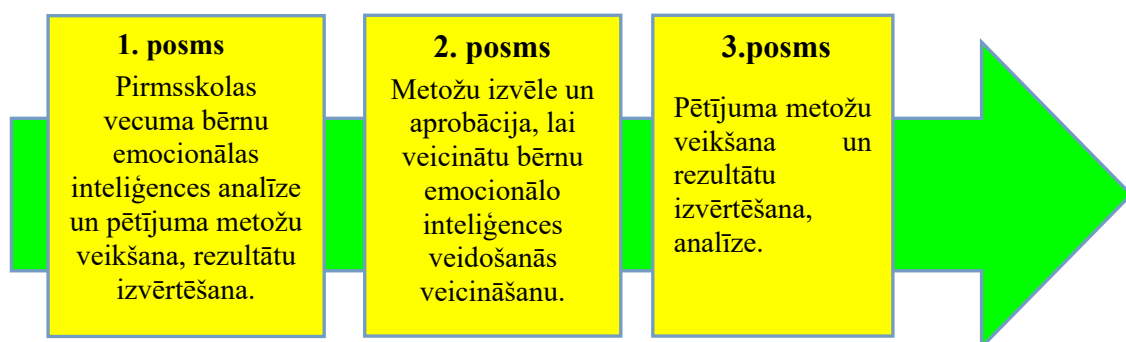 1. posms
Pirmsskolas
vecuma bērnu
emocionālas
inteliģences analīze
un pētījuma metožu
veikšana, rezultātu
izvērtēšana.
2. posms
Metožu izvēle un
aprobācija, lai
veicinātu bērnu
emocionālo
inteliģences
veidošanās
veicināšanu.
3.posms
Pētījuma metožu
veikšana un
rezultātu
izvērtēšana,
analīze.